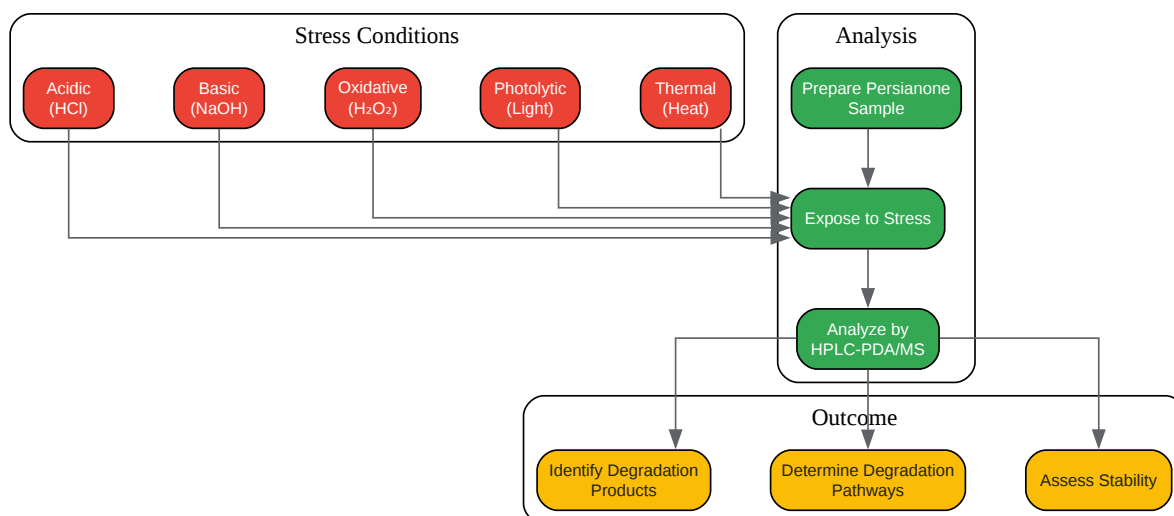 Stress Conditions
Acidic
(HCl)
Basic
(NaOH)
Oxidative
(H₂O₂)
Photolytic
(Light)
Thermal
(Heat)
Analysis
Prepare Persianone
Sample
Expose to Stress
Analyze by
HPLC-PDA/MS
Outcome
Identify Degradation
Products
Determine Degradation
Pathways
Assess Stability